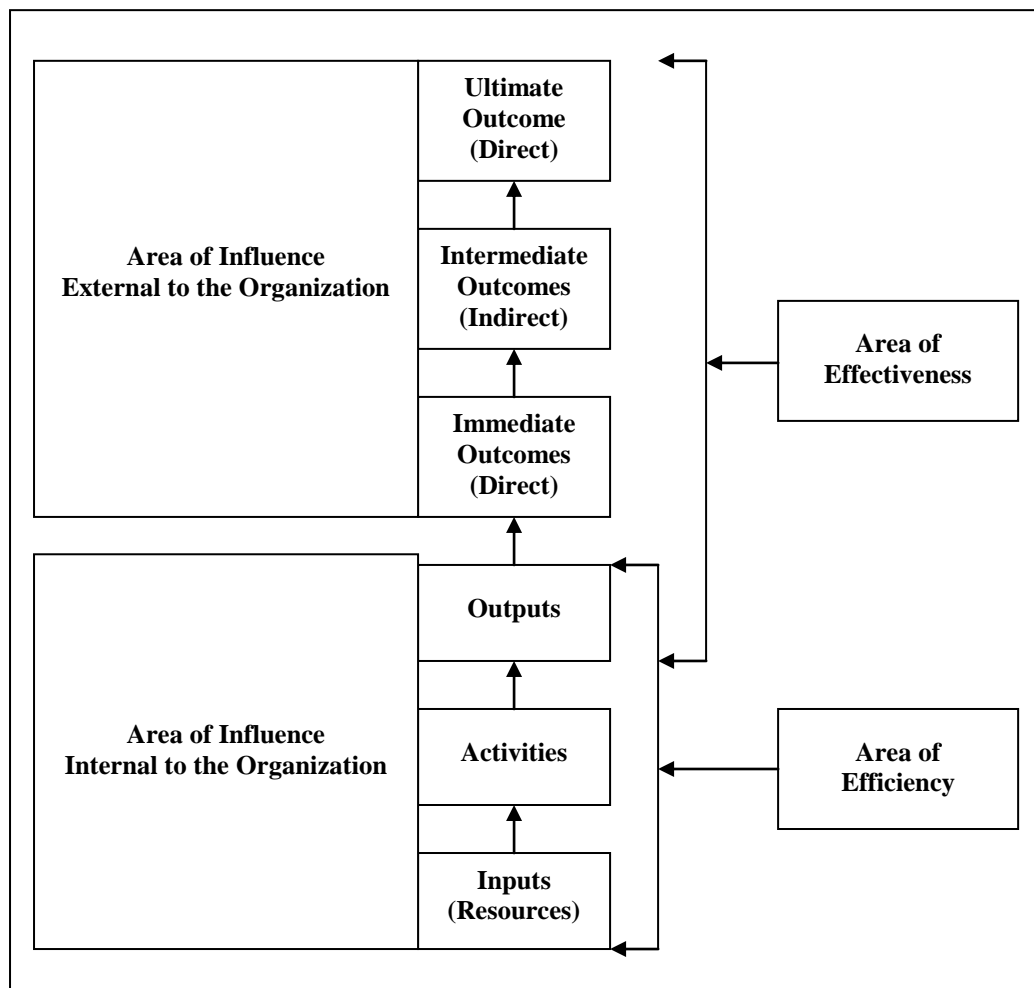 Ultimate
Outcome
(Direct)
Area of Influence
External to the Organization
Intermediate
Outcomes
(Indirect)
Area of
Effectiveness
Immediate
Outcomes
(Direct)
Outputs
Area of Influence
Internal to the Organization
Activities
Area of
Efficiency
Inputs
(Resources)